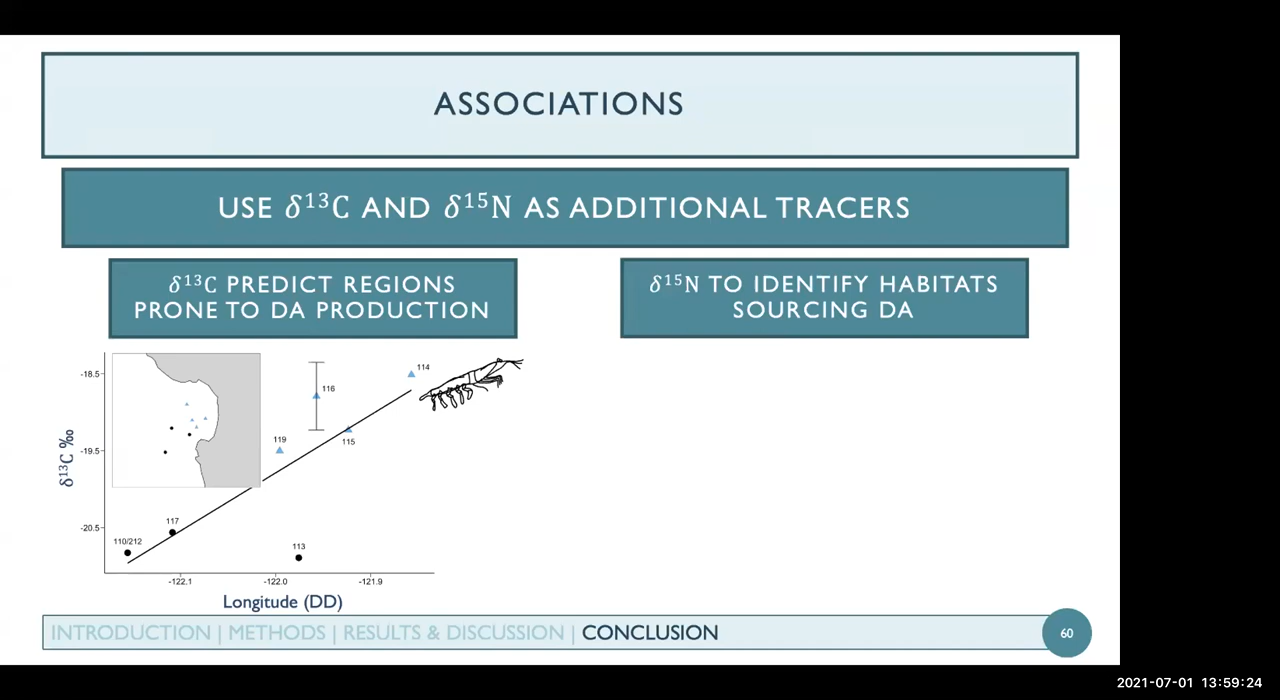 ASSOCIATIONS
USE δ¹³C AND δ¹⁵N AS ADDITIONAL TRACERS
δ¹³C PREDICT REGIONS
PRONE TO DA PRODUCTION
δ¹⁵N TO IDENTIFY HABITATS
SOURCING DA
-18.5
-19.5
-20.5
δ¹³C ‰
114
116
115
119
117
110/212
113
-122.1
-122.0
-121.9
Longitude (DD)
INTRODUCTION | METHODS | RESULTS & DISCUSSION | CONCLUSION
60
2021-07-01 13:59:24